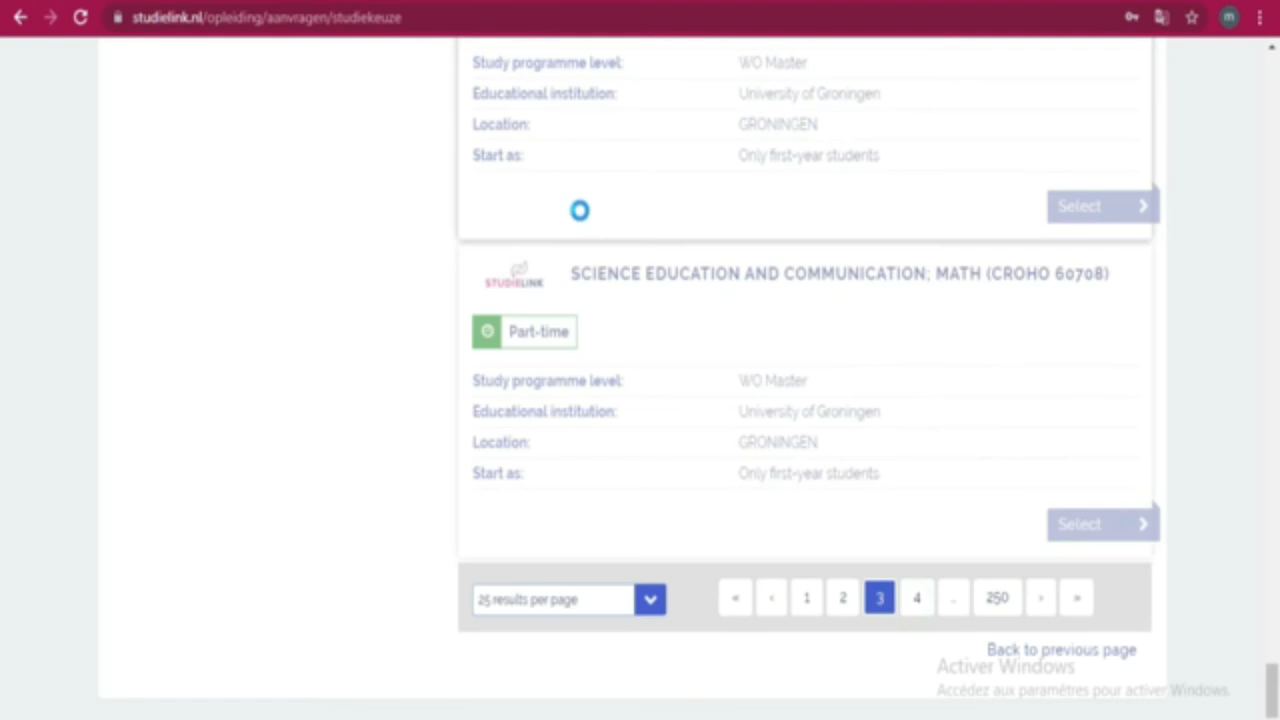 studielink.nl/opleiding/aanvragen/studiekeuze
m
Study programme level: WO Master
Educational institution: University of Groningen
Location: GRONINGEN
Start as: Only first-year students
Select
STUDIELINK
SCIENCE EDUCATION AND COMMUNICATION; MATH (CROHO 60708)
Part-time
Study programme level: WO Master
Educational institution: University of Groningen
Location: GRONINGEN
Start as: Only first-year students
Select
25 results per page
« ‹ 1 2 3 4 .. 250 › »
Back to previous page
Activer Windows
Accédez aux paramètres pour activer Windows.